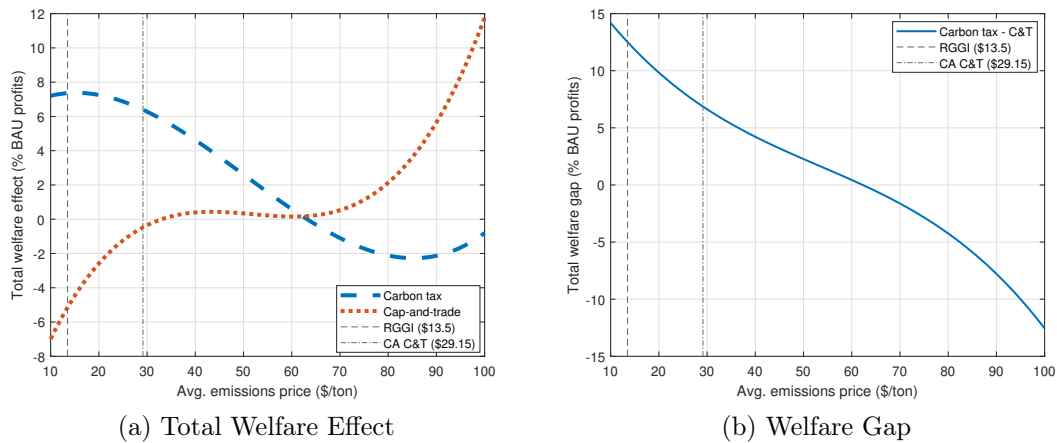 12
10
8
6
4
2
0
-2
-4
-6
-8
Total welfare effect (% BAU profits)
Carbon tax
Cap-and-trade
RGGI ($13.5)
CA C&T ($29.15)
10 20 30 40 50 60 70 80 90 100
Avg. emissions price ($/ton)
(a) Total Welfare Effect
15
10
5
0
-5
-10
-15
Total welfare gap (% BAU profits)
Carbon tax - C&T
RGGI ($13.5)
CA C&T ($29.15)
10 20 30 40 50 60 70 80 90 100
Avg. emissions price ($/ton)
(b) Welfare Gap